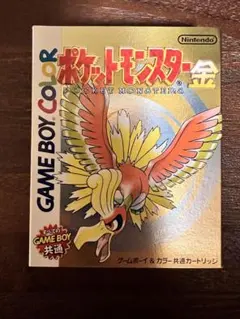 Nintendo
GAME BOY COLOR
ポケットモンスター金
POCKET MONSTERS
GAME BOY
共通
ゲームボーイ&カラー共通カートリッジ